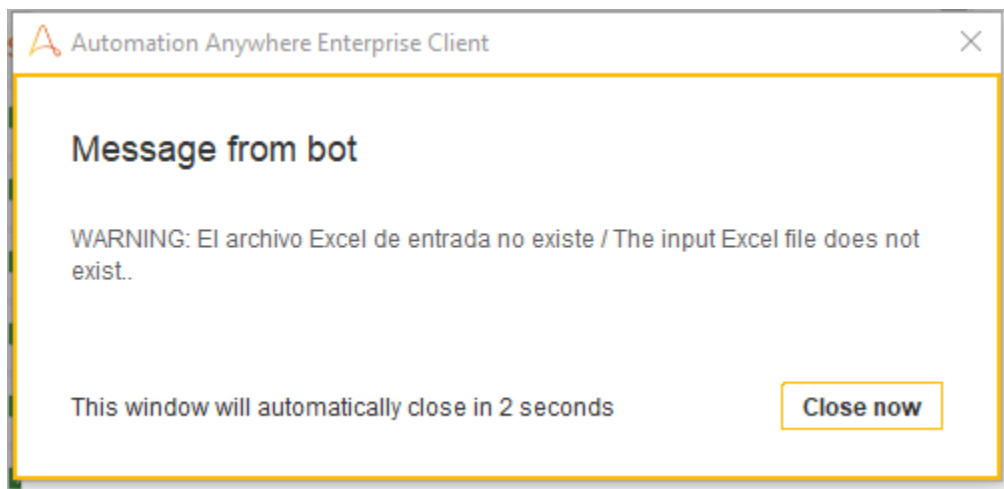 Automation Anywhere Enterprise Client
Message from bot
WARNING: El archivo Excel de entrada no existe / The input Excel file does not
exist..
This window will automatically close in 2 seconds
Close now